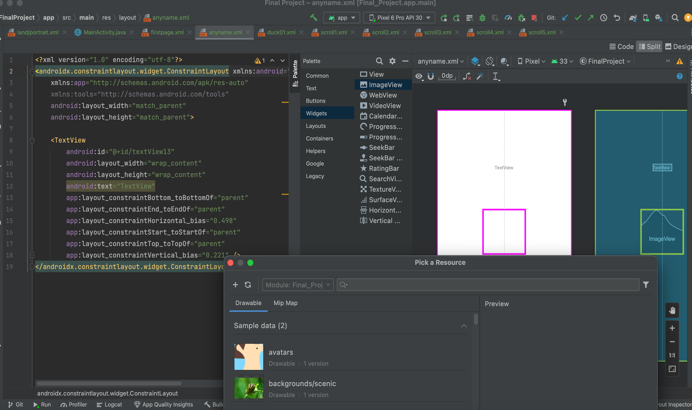 Final Project – anyname.xml [Final_Project.app.main]
FinalProject app src main res layout anyname.xml app Pixel 6 Pro API 30 Git:
landportrait.xml MainActivity.java firstpage.xml anyname.xml duck01.xml scroll1.xml scroll2.xml scroll3.xml scroll4.xml scroll5.xml
Code Split Design
1 <?xml version="1.0" encoding="utf-8"?> 1
2 <androidx.constraintlayout.widget.ConstraintLayout xmlns:android=
3 xmlns:app="http://schemas.android.com/apk/res-auto"
4 xmlns:tools="http://schemas.android.com/tools"
5 android:layout_width="match_parent"
6 android:layout_height="match_parent">
7
8 <TextView
9 android:id="@+id/textView13"
10 android:layout_width="wrap_content"
11 android:layout_height="wrap_content"
12 android:text="TextView"
13 app:layout_constraintBottom_toBottomOf="parent"
14 app:layout_constraintEnd_toEndOf="parent"
15 app:layout_constraintHorizontal_bias="0.498"
16 app:layout_constraintStart_toStartOf="parent"
17 app:layout_constraintTop_toTopOf="parent"
18 app:layout_constraintVertical_bias="0.221" />
19 </androidx.constraintlayout.widget.ConstraintLayout
Palette
Palette
Common
Text
Buttons
Widgets
Layouts
Containers
Helpers
Google
Legacy
View
ImageView
WebView
VideoView
Calendar...
Progress...
Progress...
SeekBar
SeekBar ...
RatingBar
SearchVi...
TextureV...
SurfaceV...
Horizont...
Vertical ...
anyname.xml Pixel 33 FinalProject
0dp
TextView
TextView
ImageView
1:1
Pick a Resource
Module: Final_Proj
Drawable Mip Map
Preview
Sample data (2)
avatars
Drawable 1 version
backgrounds/scenic
Drawable 1 version
androidx.constraintlayout.widget.ConstraintLayout
Git Run Profiler Logcat App Quality Insights
out Inspector